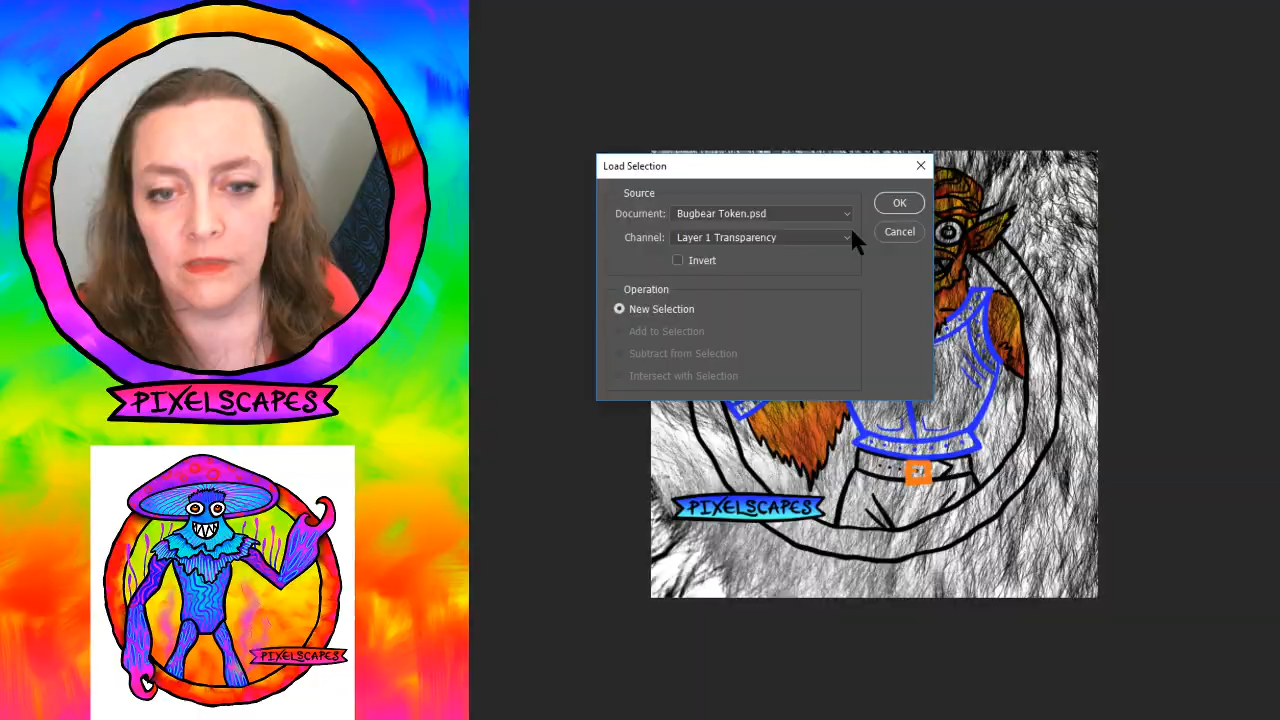 PIXELSCAPES
PIXELSCAPES
Load Selection
Source
Document: Bugbear Token.psd
Channel: Layer 1 Transparency
Invert
OK
Cancel
Operation
New Selection
Add to Selection
Subtract from Selection
Intersect with Selection
PIXELSCAPES